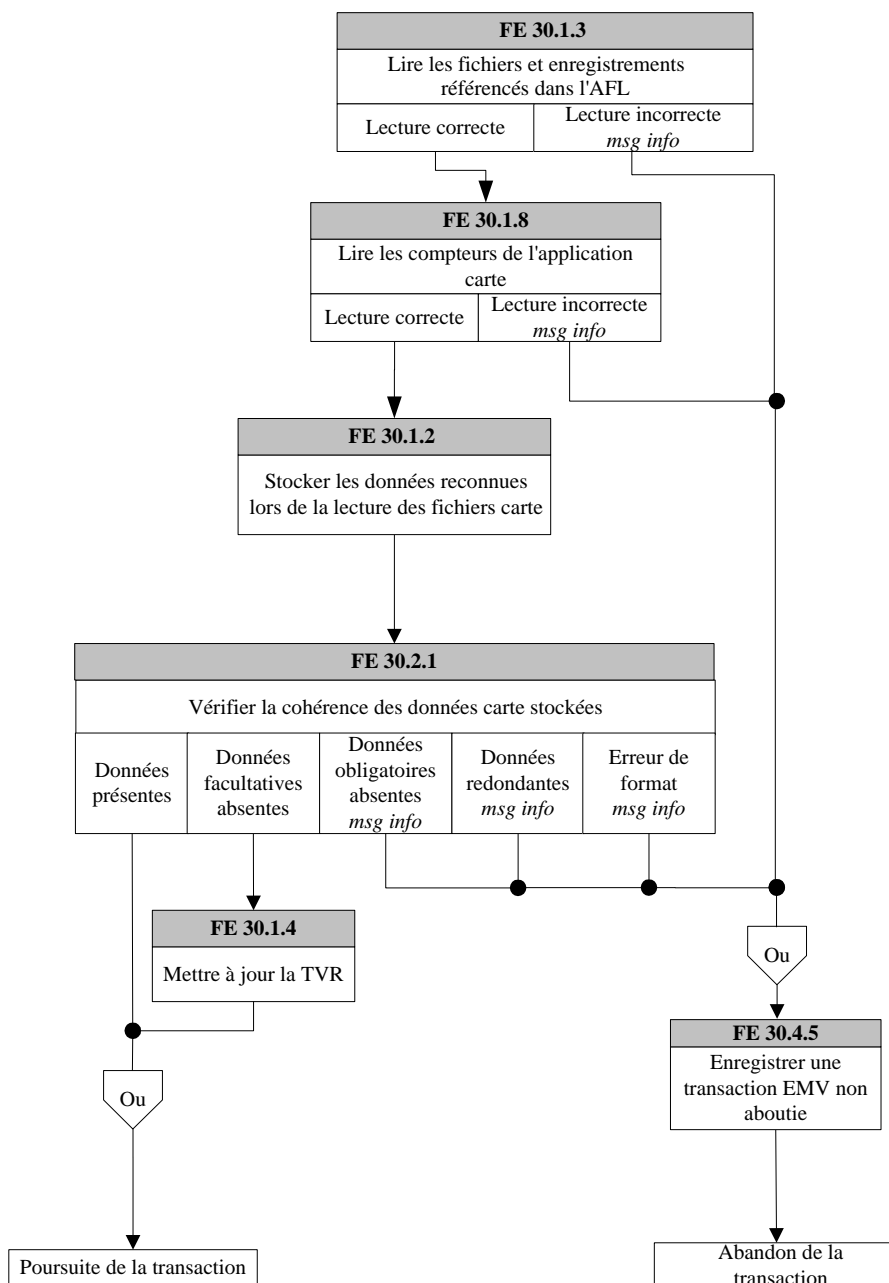 FE 30.1.3
Lire les fichiers et enregistrements
référencés dans l'AFL
Lecture correcte
Lecture incorrecte
msg info
FE 30.1.8
Lire les compteurs de l'application
carte
Lecture correcte
Lecture incorrecte
msg info
FE 30.1.2
Stocker les données reconnues
lors de la lecture des fichiers carte
FE 30.2.1
Vérifier la cohérence des données carte stockées
Données
présentes
Données
facultatives
absentes
Données
obligatoires
absentes
msg info
Données
redondantes
msg info
Erreur de
format
msg info
FE 30.1.4
Mettre à jour la TVR
Ou
FE 30.4.5
Enregistrer une
transaction EMV non
aboutie
Ou
Poursuite de la transaction
Abandon de la
transaction